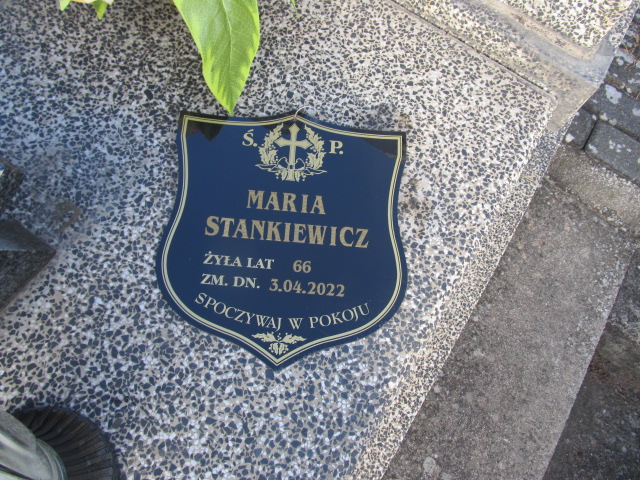 Ś. P.
MARIA
STANKIEWICZ
ŻYŁA LAT 66
ZM. DN. 3.04.2022
SPOCZYWAJ W POKOJU